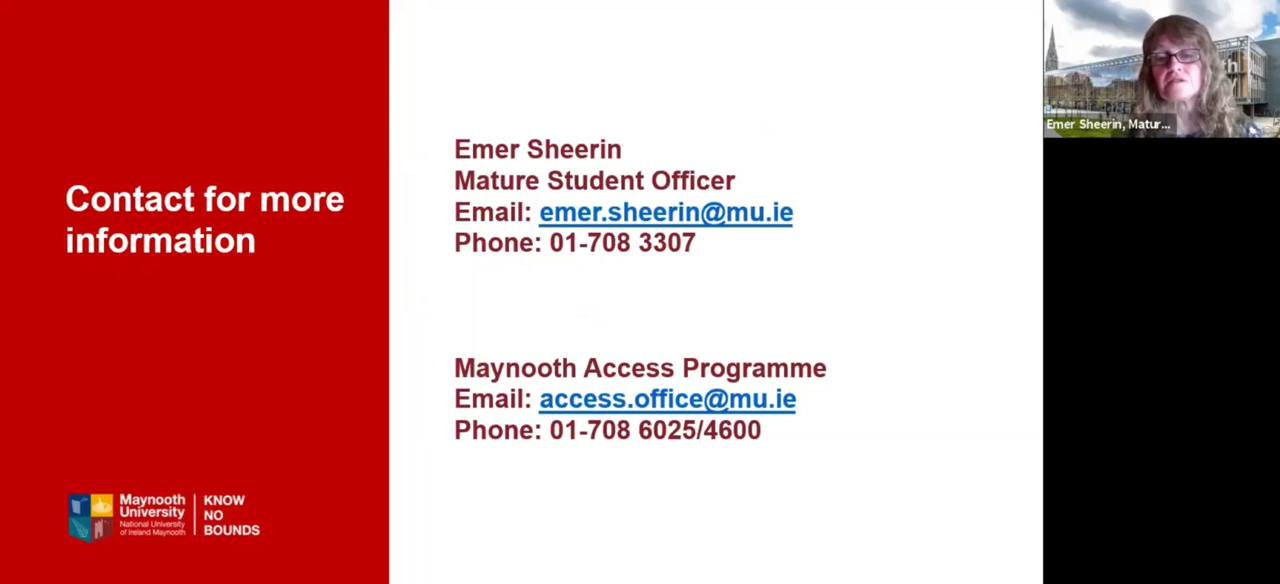 Contact for more
information
Emer Sheerin
Mature Student Officer
Email: emer.sheerin@mu.ie
Phone: 01-708 3307
Maynooth Access Programme
Email: access.office@mu.ie
Phone: 01-708 6025/4600
Maynooth
University
National University
of Ireland Maynooth
KNOW
NO
BOUNDS
Emer Sheerin, Matur...